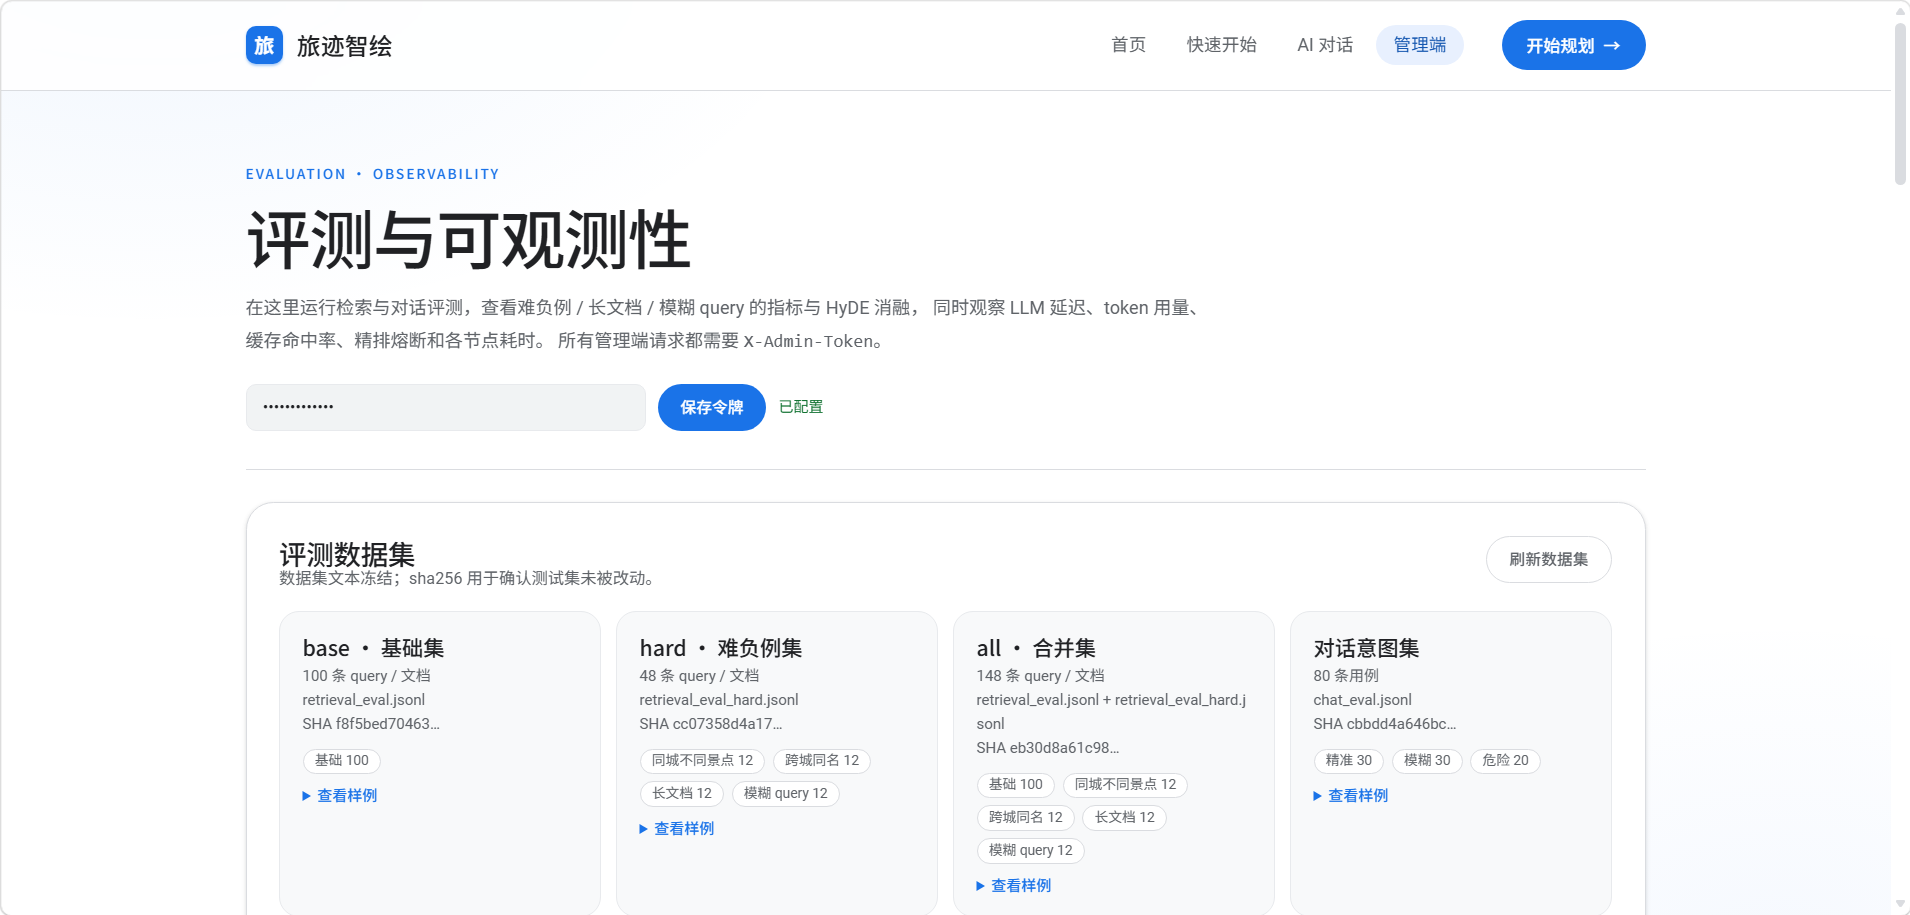 旅 旅迹智绘
首页 快速开始 AI 对话 管理端 开始规划 →
EVALUATION · OBSERVABILITY
评测与可观测性
在这里运行检索与对话评测，查看难负例 / 长文档 / 模糊 query 的指标与 HyDE 消融， 同时观察 LLM 延迟、token 用量、
缓存命中率、精排熔断和各节点耗时。 所有管理端请求都需要 X-Admin-Token。
•••••••••••••
保存令牌 已配置
评测数据集
数据集文本冻结；sha256 用于确认测试集未被改动。
刷新数据集
base · 基础集
100 条 query / 文档
retrieval_eval.jsonl
SHA f8f5bed70463…
基础 100
▶ 查看样例
hard · 难负例集
48 条 query / 文档
retrieval_eval_hard.jsonl
SHA cc07358d4a17…
同城不同景点 12 跨城同名 12
长文档 12 模糊 query 12
▶ 查看样例
all · 合并集
148 条 query / 文档
retrieval_eval.jsonl + retrieval_eval_hard.j
sonl
SHA eb30d8a61c98…
基础 100 同城不同景点 12
跨城同名 12 长文档 12
模糊 query 12
▶ 查看样例
对话意图集
80 条用例
chat_eval.jsonl
SHA cbbdd4a646bc…
精准 30 模糊 30 危险 20
▶ 查看样例